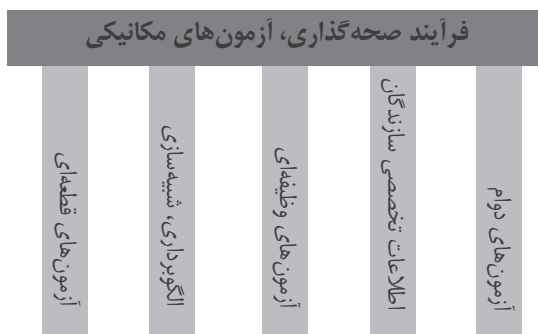 فرآیند صحه‌گذاری، آزمون‌های مکانیکی
آزمون‌های دوام
اطلاعات تخصصی سازندگان
آزمون‌های وظیفه‌ای
الگوبرداری، شبیه‌سازی
آزمون‌های قطعه‌ای